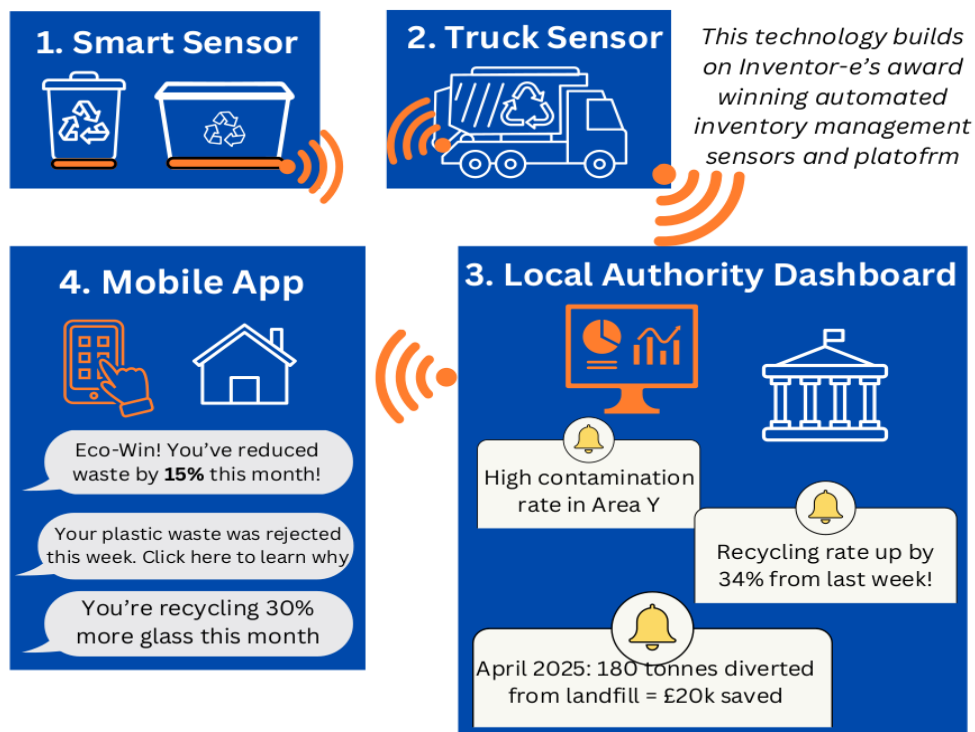 1. Smart Sensor
2. Truck Sensor
This technology builds
on Inventor-e's award
winning automated
inventory management
sensors and platofrm
4. Mobile App
Eco-Win! You've reduced
waste by 15% this month!
Your plastic waste was rejected
this week. Click here to learn why
You're recycling 30%
more glass this month
3. Local Authority Dashboard
High contamination
rate in Area Y
Recycling rate up by
34% from last week!
April 2025: 180 tonnes diverted
from landfill = £20k saved